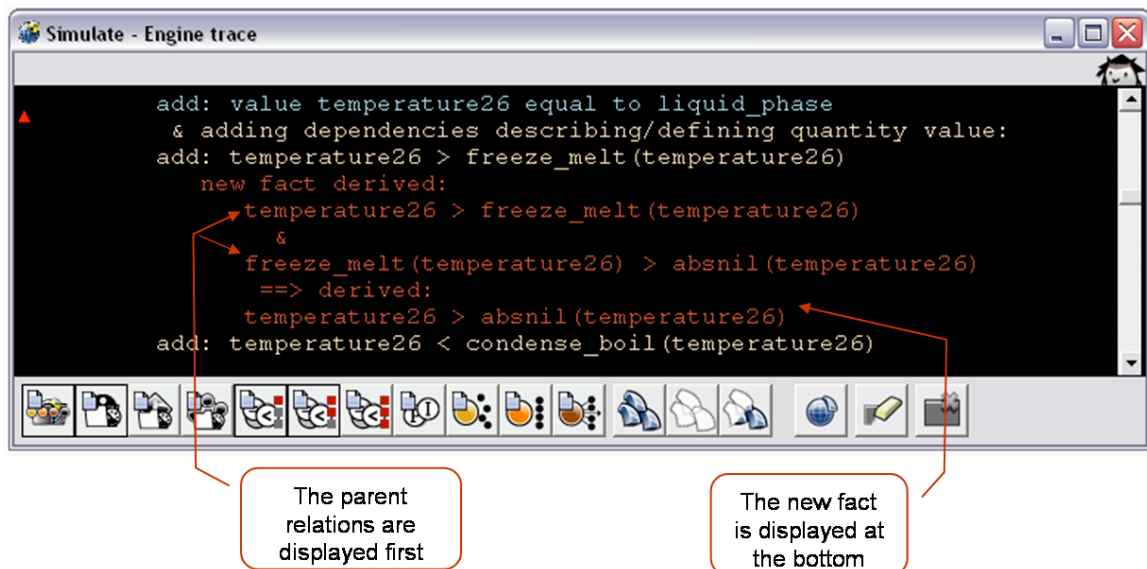 Simulate - Engine trace
add: value temperature26 equal to liquid_phase
& adding dependencies describing/defining quantity value:
add: temperature26 > freeze_melt(temperature26)
new fact derived:
temperature26 > freeze_melt(temperature26)
&
freeze_melt(temperature26) > absnil(temperature26)
==> derived:
temperature26 > absnil(temperature26)
add: temperature26 < condense_boil(temperature26)
The parent
relations are
displayed first
The new fact
is displayed at
the bottom